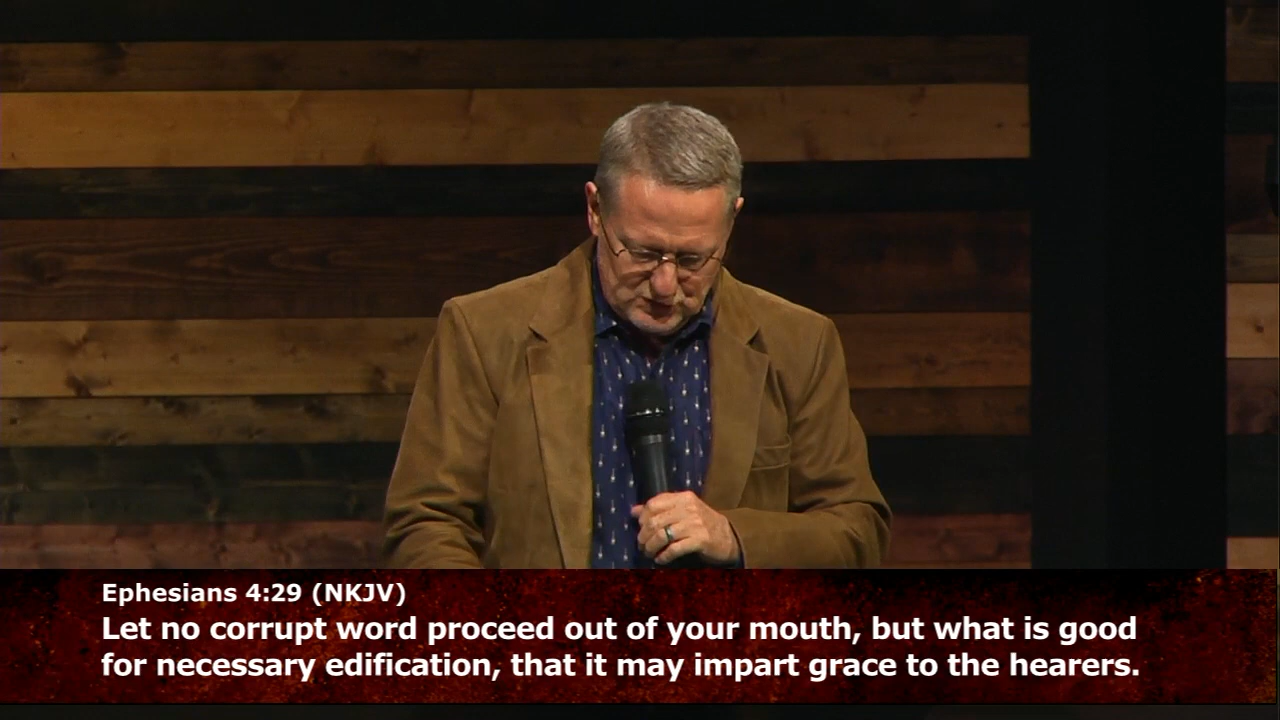 Ephesians 4:29 (NKJV)
Let no corrupt word proceed out of your mouth, but what is good
for necessary edification, that it may impart grace to the hearers.